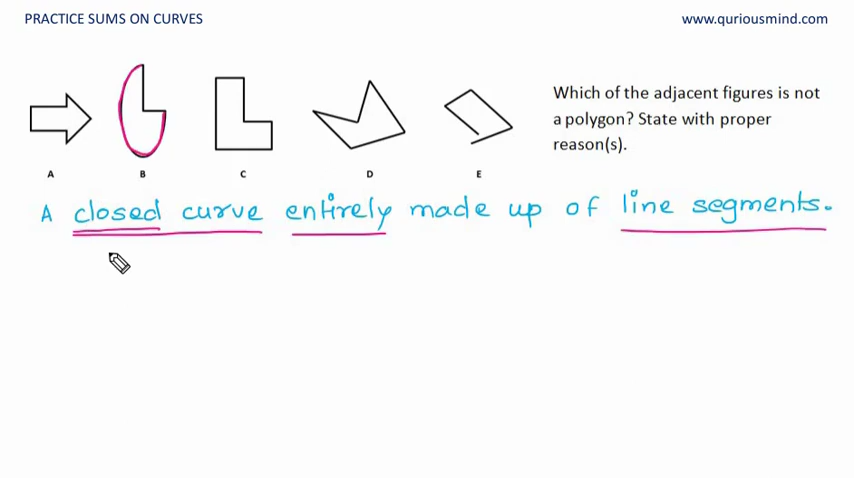 PRACTICE SUMS ON CURVES
www.quriousmind.com
Which of the adjacent figures is not
a polygon? State with proper
reason(s).
A
B
C
D
E
A closed curve entirely made up of line segments.